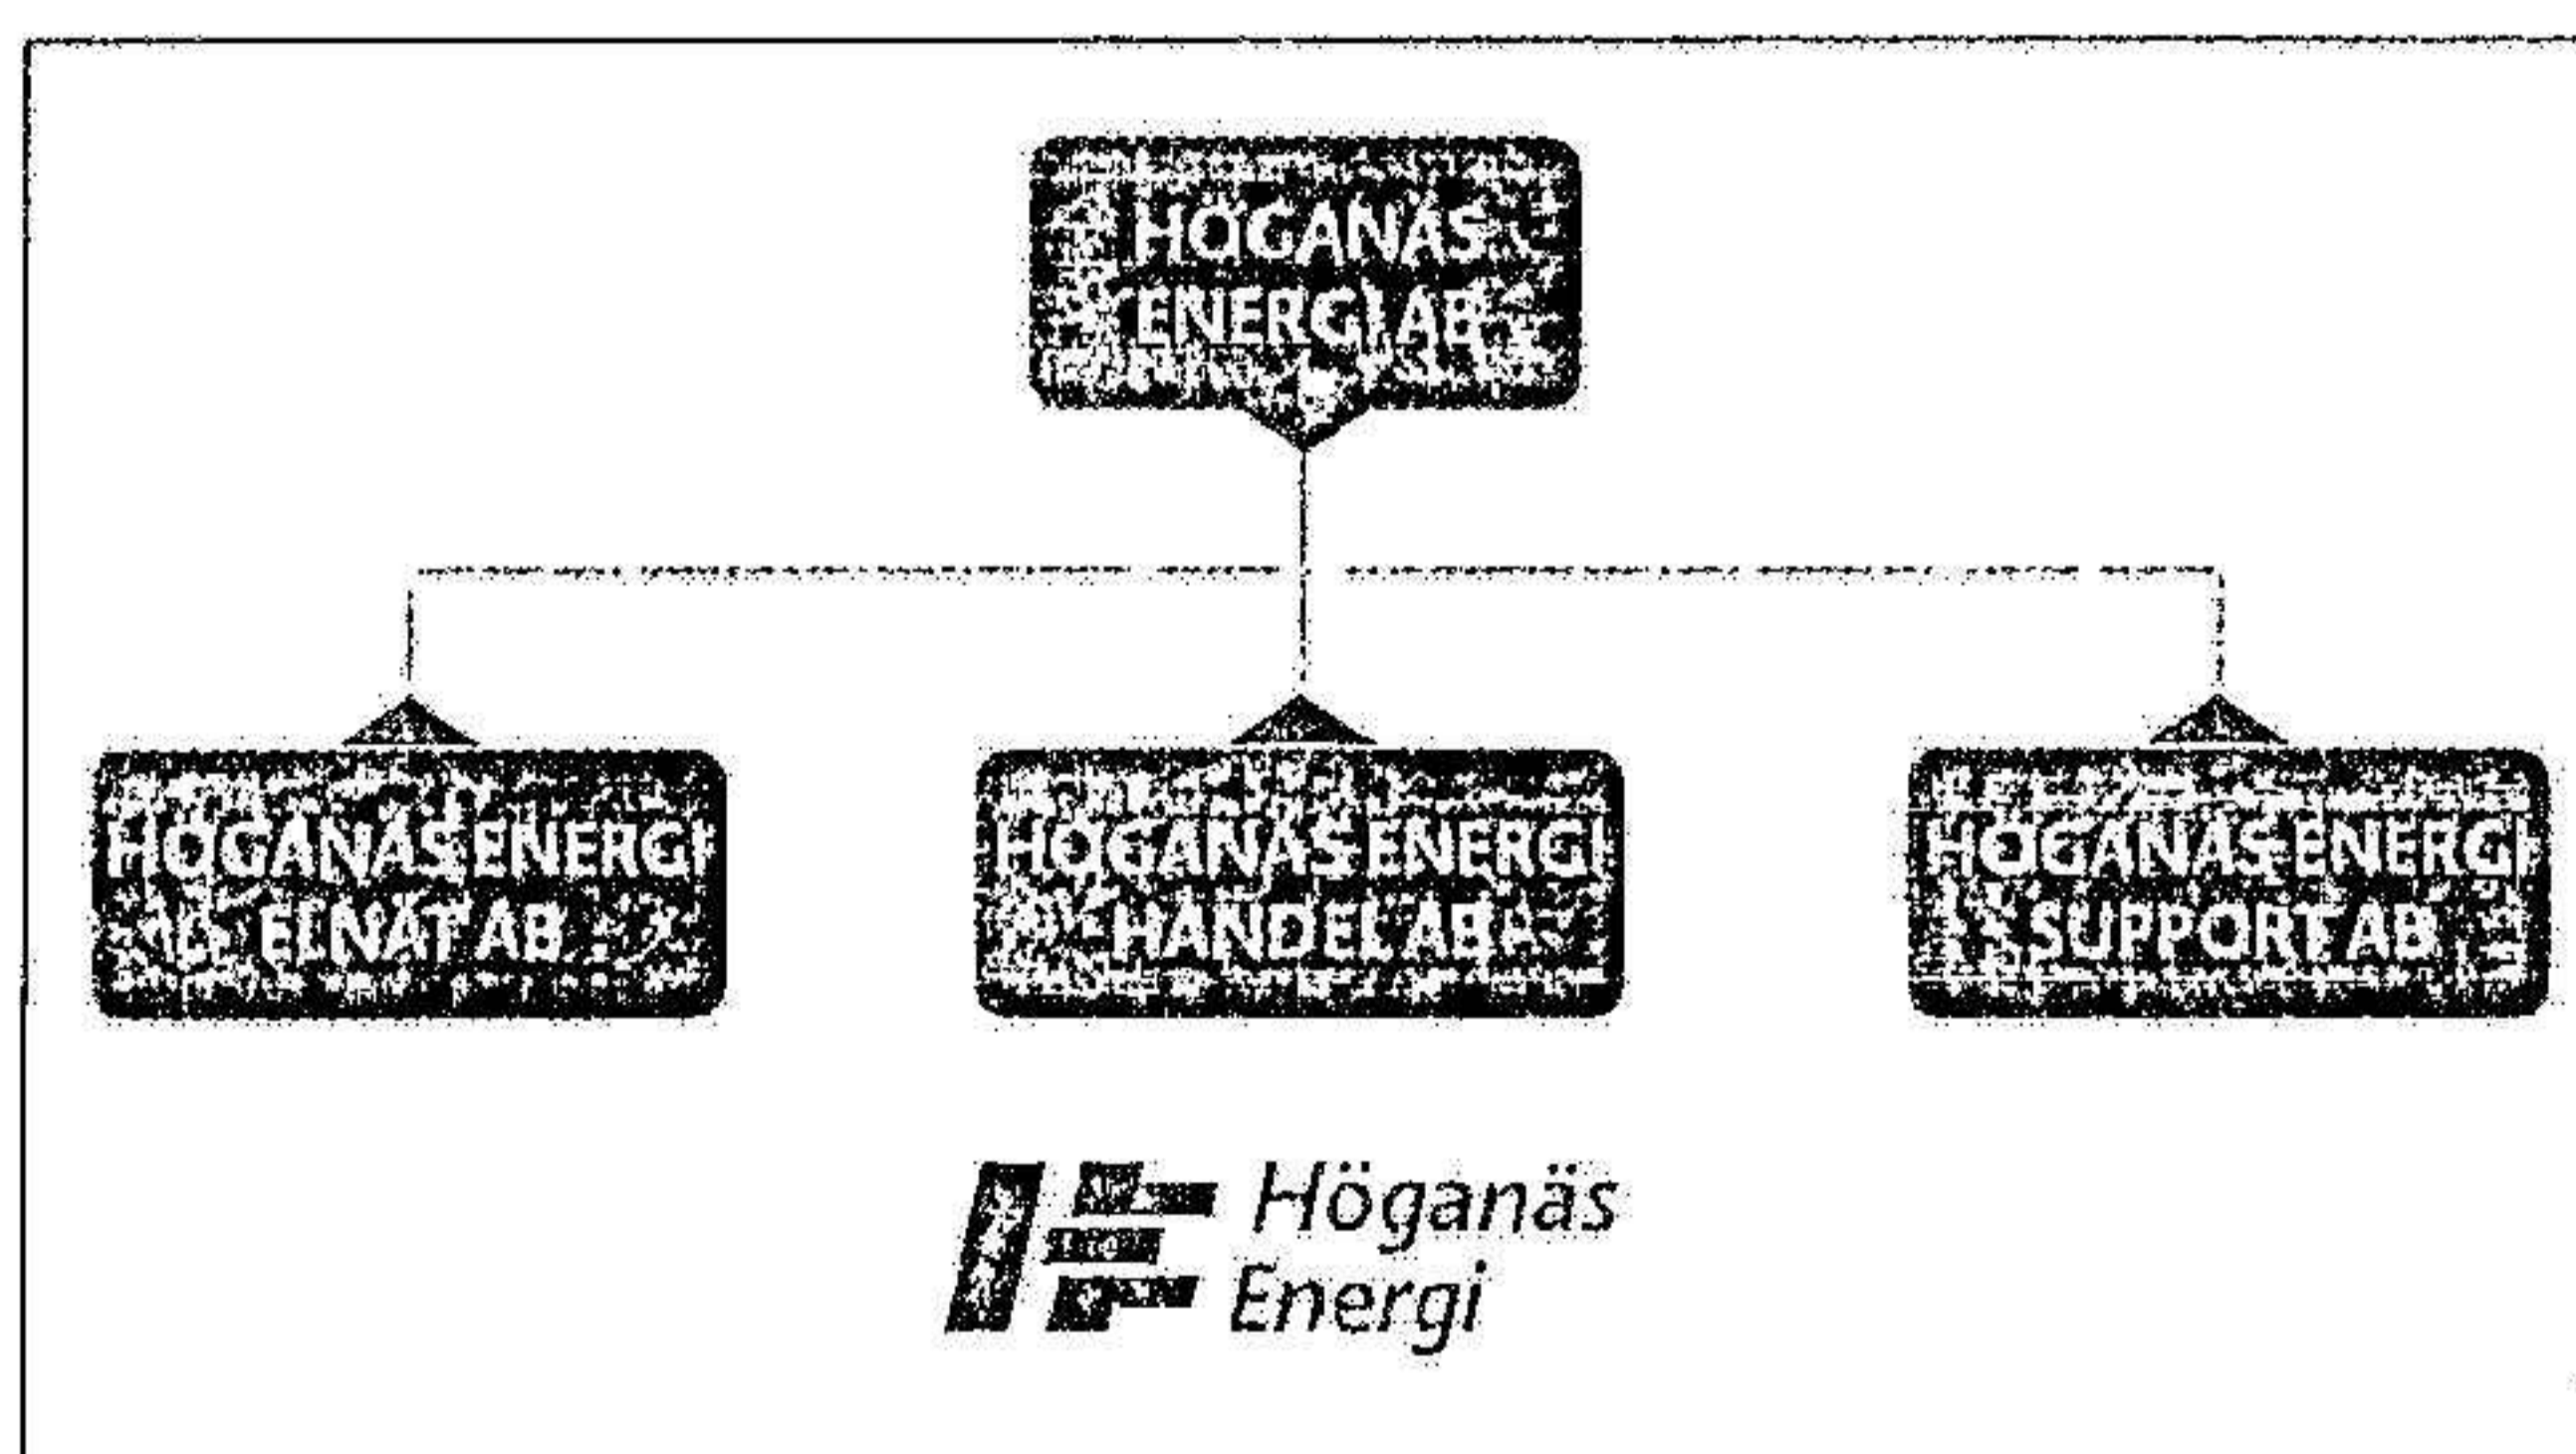 HÖGANÄS
ENERGI AB
HÖGANÄS ENERGI
ELNÄT AB
HÖGANÄS ENERGI
HANDEL AB
HÖGANÄS ENERGI
SUPPORT AB
Höganäs
Energi